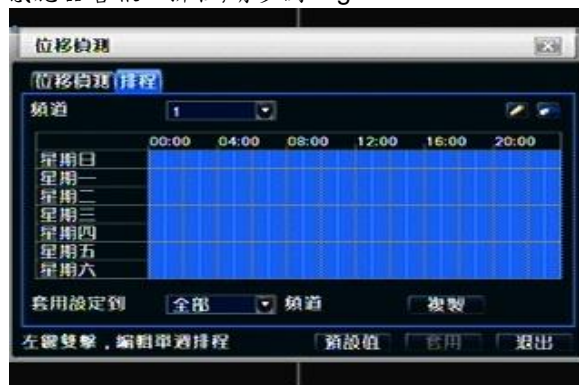 位移偵測
位移偵測 排程
頻道 1
00:00 04:00 08:00 12:00 16:00 20:00
星期日
星期一
星期二
星期三
星期四
星期五
星期六
套用設定到 全部 頻道 複製
左鍵雙擊,編輯單週排程 預設值 套用 退出